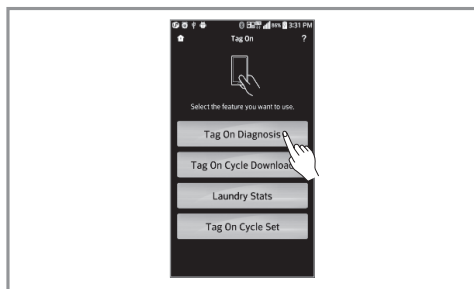 88% 3:31 PM
Tag On ?
Select the feature you want to use.
Tag On Diagnosis
Tag On Cycle Download
Laundry Stats
Tag On Cycle Set